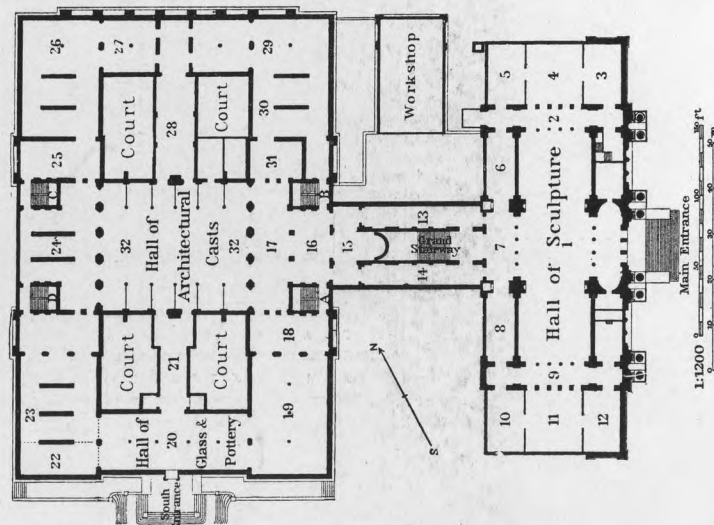 26
27
29
Court
28
Court
30
25
31
Workshop
5
4
3
2
C
B
24
32
Hall of
Architectural
Casts
32
17
16
15
13
Grand
Stairway
14
D
A
6
7
8
Hall of Sculpture
1
Main Entrance
Court
21
Court
18
23
22
Hall of
20
Glass &
Pottery
19
South
Entrance
N
S
9
10
11
12
1:1200
0
50
100